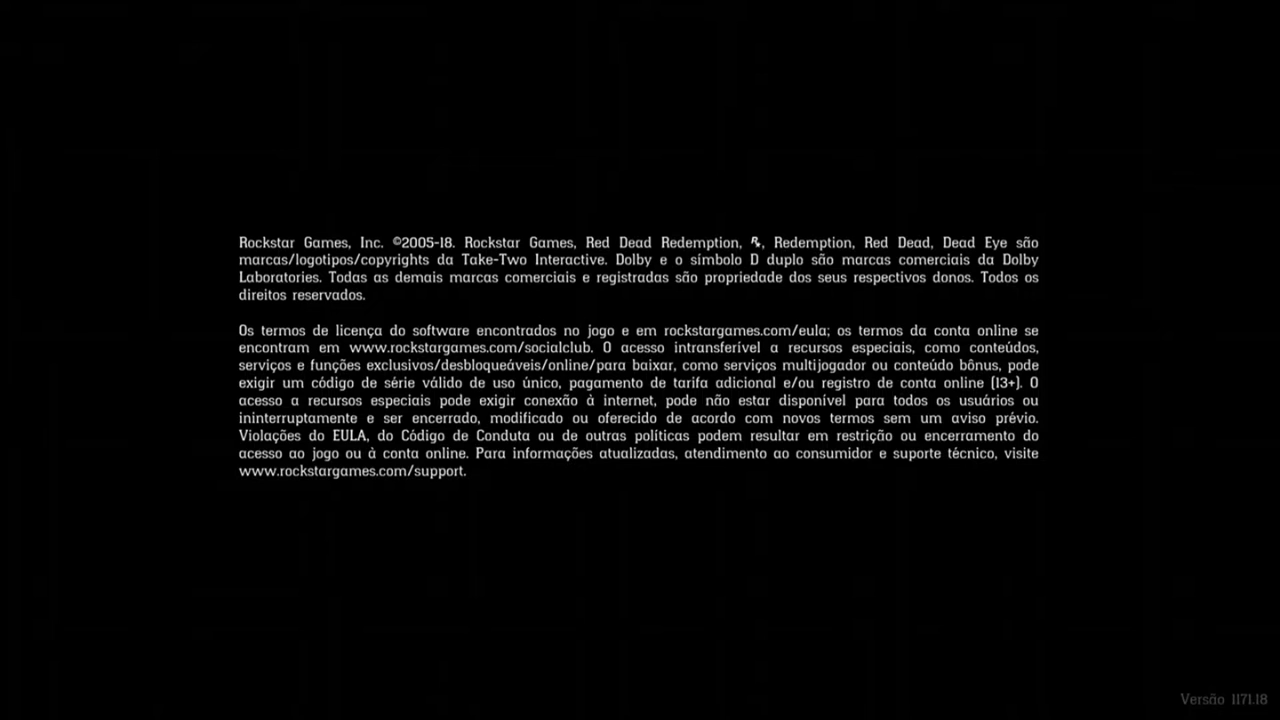 Rockstar Games, Inc. ©2005-18. Rockstar Games, Red Dead Redemption, R*, Redemption, Red Dead, Dead Eye são
marcas/logotipos/copyrights da Take-Two Interactive. Dolby e o símbolo D duplo são marcas comerciais da Dolby
Laboratories. Todas as demais marcas comerciais e registradas são propriedade dos seus respectivos donos. Todos os
direitos reservados.
Os termos de licença do software encontrados no jogo e em rockstargames.com/eula; os termos da conta online se
encontram em www.rockstargames.com/socialclub. O acesso intransferível a recursos especiais, como conteúdos,
serviços e funções exclusivos/desbloqueáveis/online/para baixar, como serviços multijogador ou conteúdo bônus, pode
exigir um código de série válido de uso único, pagamento de tarifa adicional e/ou registro de conta online (13+). O
acesso a recursos especiais pode exigir conexão à internet, pode não estar disponível para todos os usuários ou
ininterruptamente e ser encerrado, modificado ou oferecido de acordo com novos termos sem um aviso prévio.
Violações do EULA, do Código de Conduta ou de outras políticas podem resultar em restrição ou encerramento do
acesso ao jogo ou à conta online. Para informações atualizadas, atendimento ao consumidor e suporte técnico, visite
www.rockstargames.com/support.
Versão 1171.18